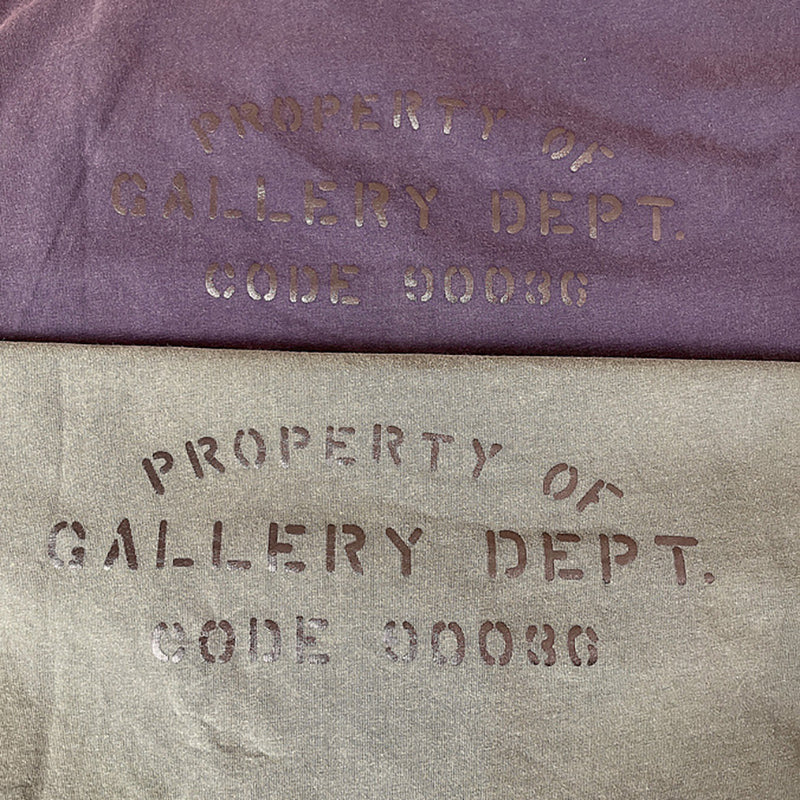 PROPERTY OF
GALLERY DEPT.
CODE 90036
PROPERTY OF
GALLERY DEPT.
CODE 90036